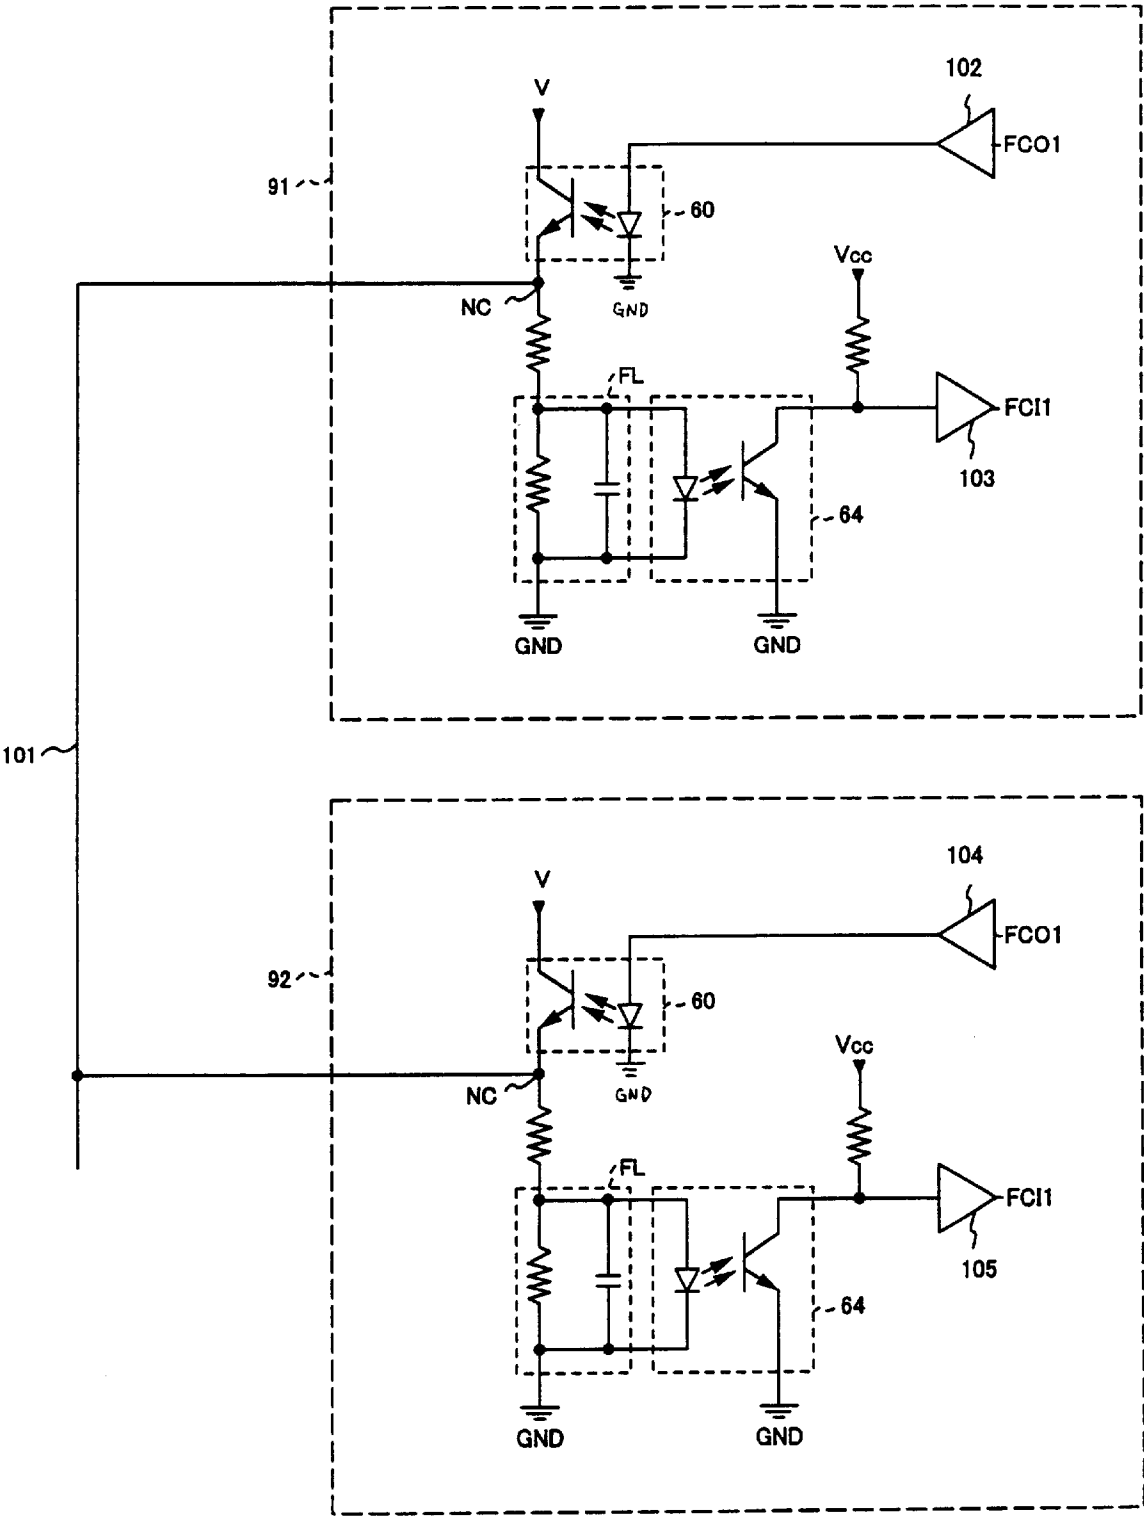 102
V
FCO1
91
60
Vcc
NC
GND
FL
FCI1
103
64
GND
GND
101
104
V
FCO1
92
60
Vcc
NC
GND
FL
FCI1
105
64
GND
GND